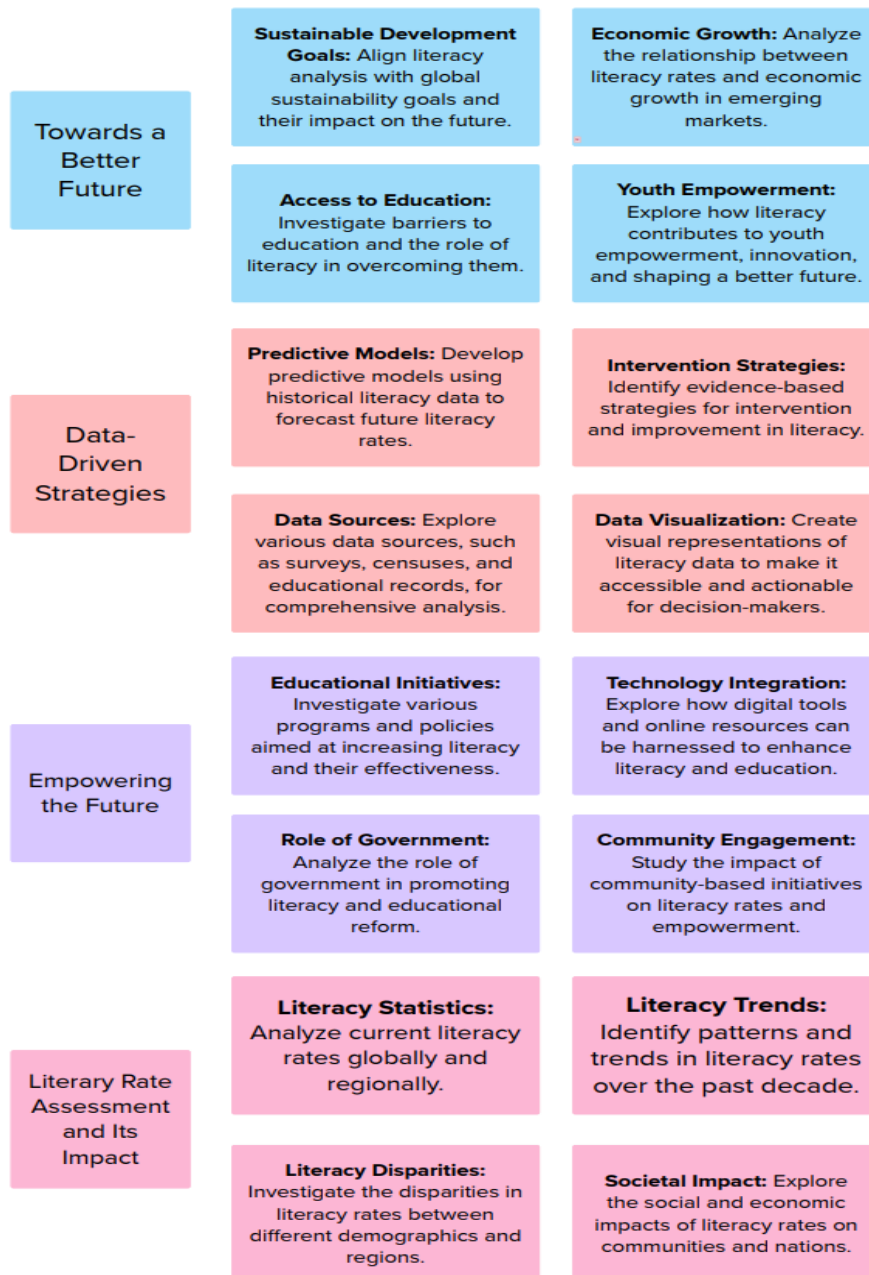 Towards a
Better
Future
Sustainable Development
Goals: Align literacy
analysis with global
sustainability goals and
their impact on the future.
Economic Growth: Analyze
the relationship between
literacy rates and economic
growth in emerging
markets.
Access to Education:
Investigate barriers to
education and the role of
literacy in overcoming them.
Youth Empowerment:
Explore how literacy
contributes to youth
empowerment, innovation,
and shaping a better future.
Data-
Driven
Strategies
Predictive Models: Develop
predictive models using
historical literacy data to
forecast future literacy
rates.
Intervention Strategies:
Identify evidence-based
strategies for intervention
and improvement in literacy.
Data Sources: Explore
various data sources, such
as surveys, censuses, and
educational records, for
comprehensive analysis.
Data Visualization: Create
visual representations of
literacy data to make it
accessible and actionable
for decision-makers.
Empowering
the Future
Educational Initiatives:
Investigate various
programs and policies
aimed at increasing literacy
and their effectiveness.
Technology Integration:
Explore how digital tools
and online resources can
be harnessed to enhance
literacy and education.
Role of Government:
Analyze the role of
government in promoting
literacy and educational
reform.
Community Engagement:
Study the impact of
community-based initiatives
on literacy rates and
empowerment.
Literary Rate
Assessment
and Its
Impact
Literacy Statistics:
Analyze current literacy
rates globally and
regionally.
Literacy Trends:
Identify patterns and
trends in literacy rates
over the past decade.
Literacy Disparities:
Investigate the disparities in
literacy rates between
different demographics and
regions.
Societal Impact: Explore
the social and economic
impacts of literacy rates on
communities and nations.